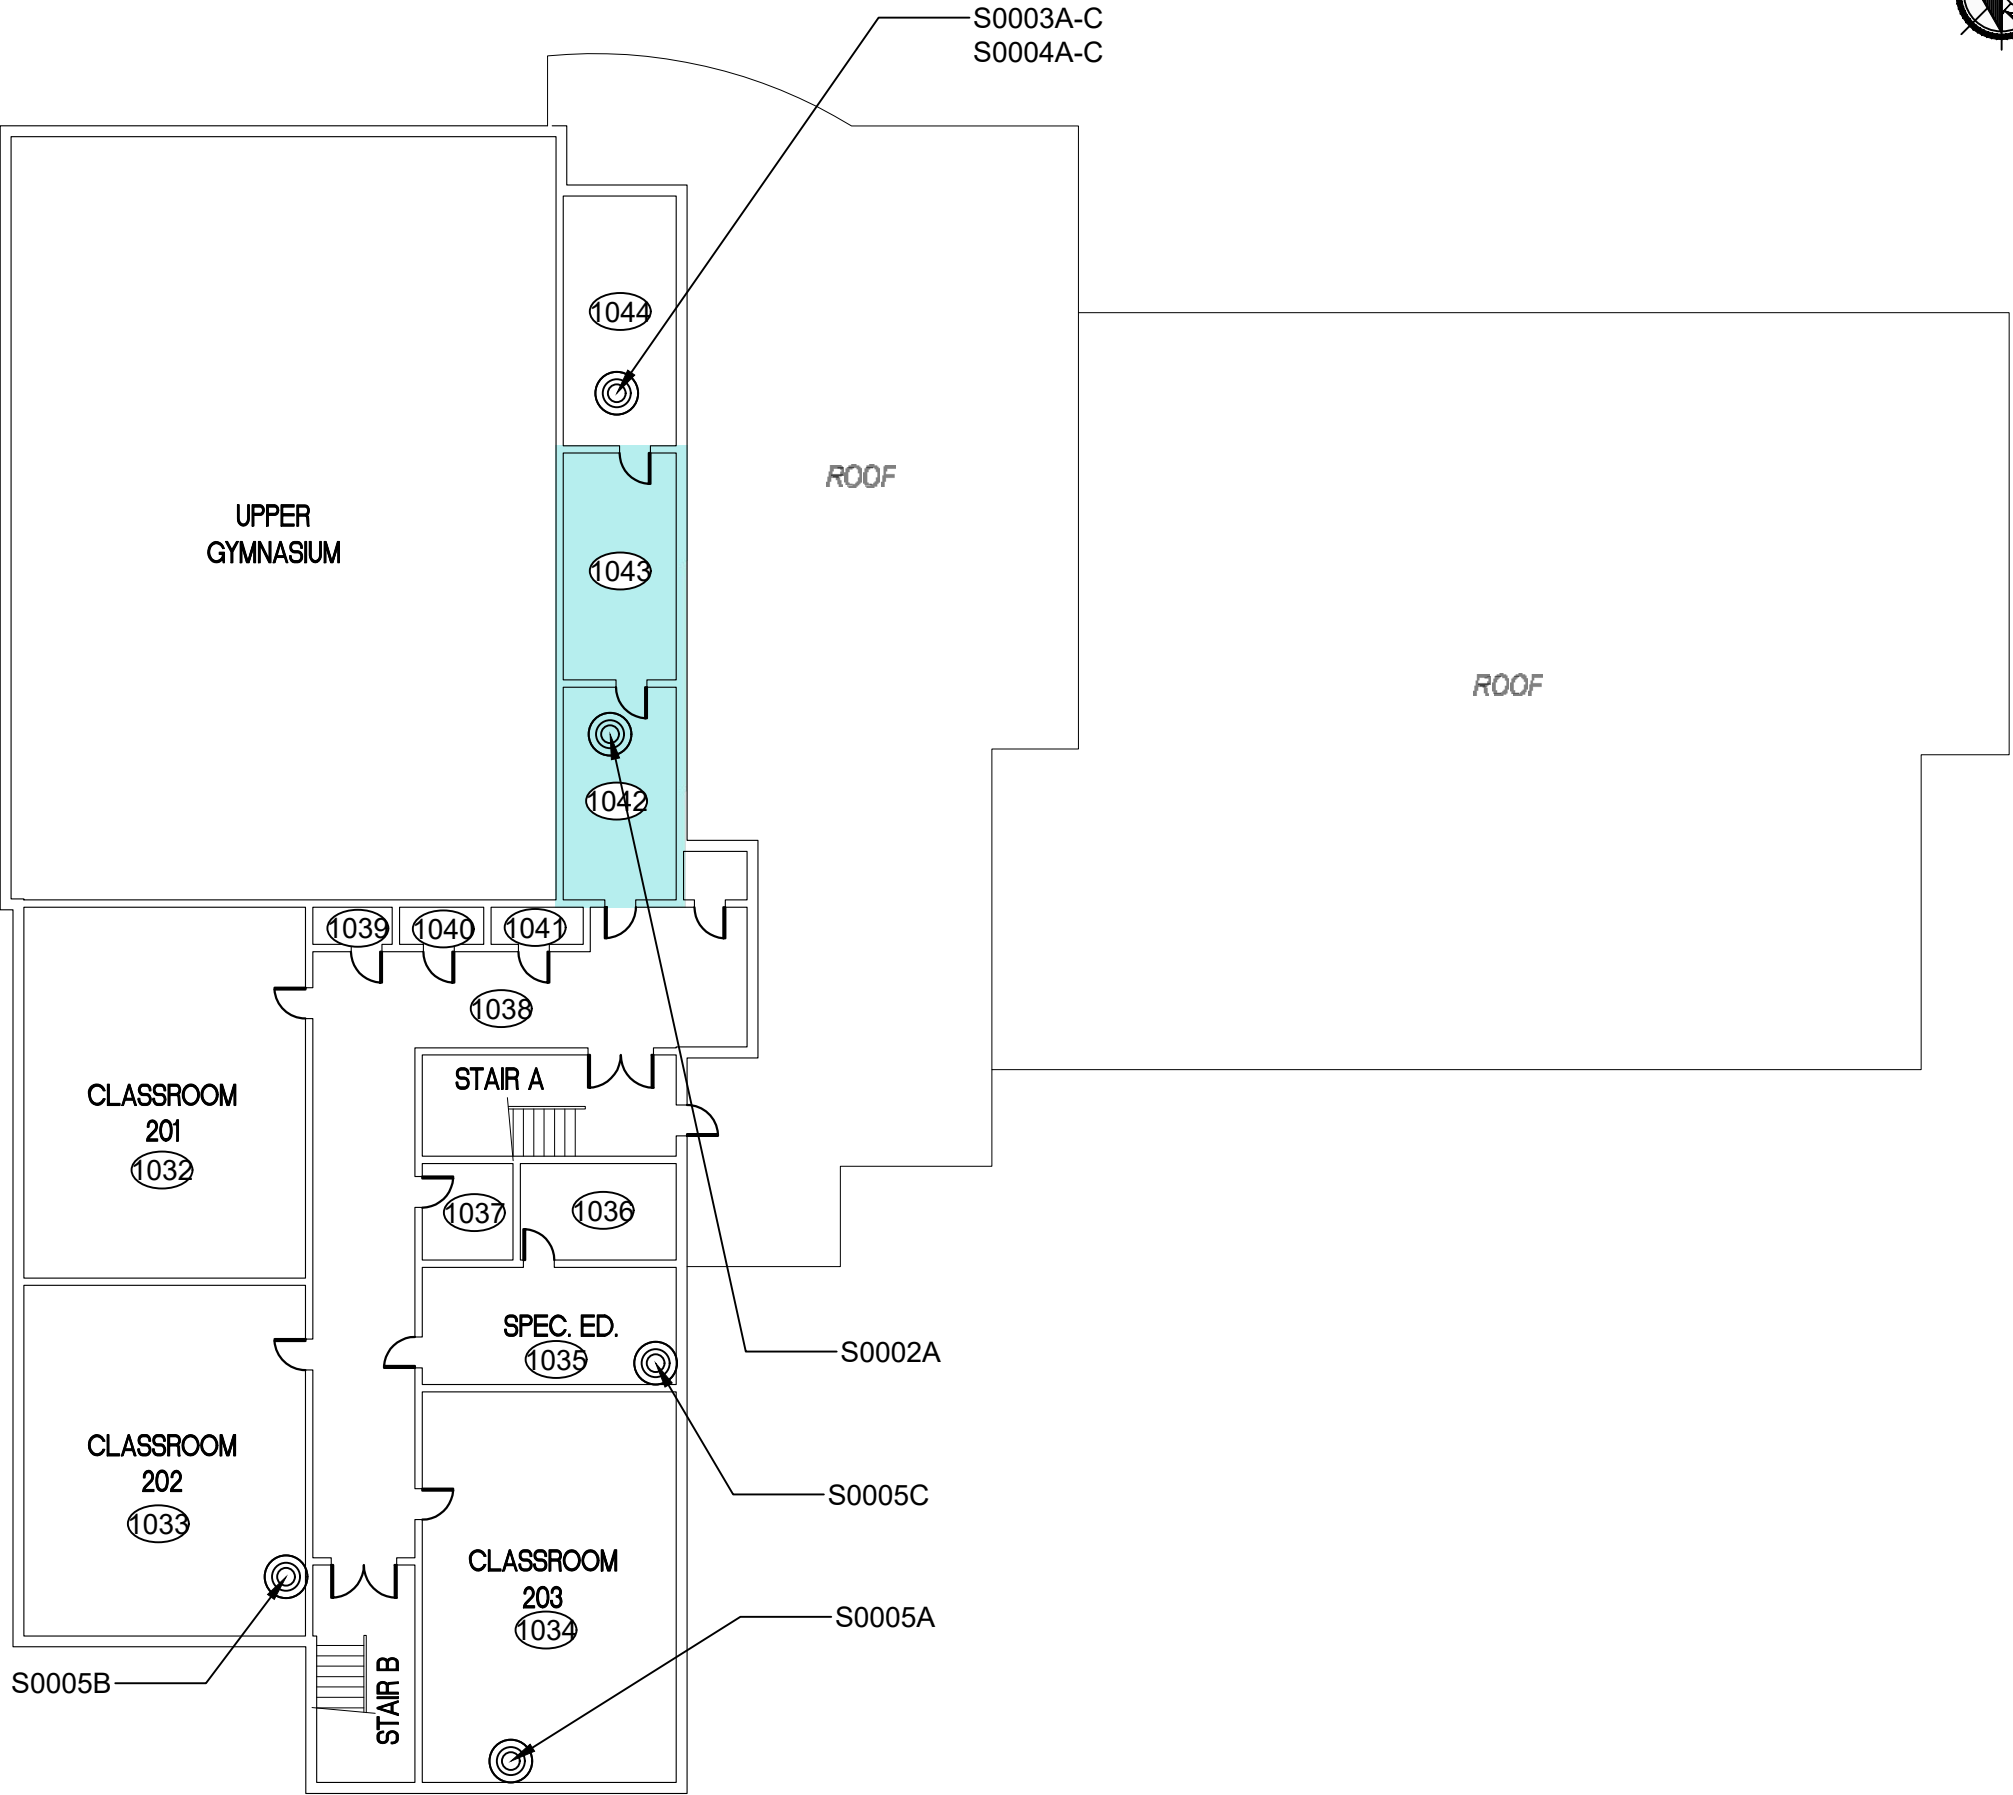 S0003A-C
S0004A-C
1044
ROOF
UPPER
GYMNASIUM
1043
ROOF
1042
1039
1040
1041
1038
STAIR A
CLASSROOM
201
1032
1037
1036
SPEC. ED.
1035
S0002A
CLASSROOM
202
1033
S0005C
CLASSROOM
203
1034
S0005A
S0005B
STAIR B